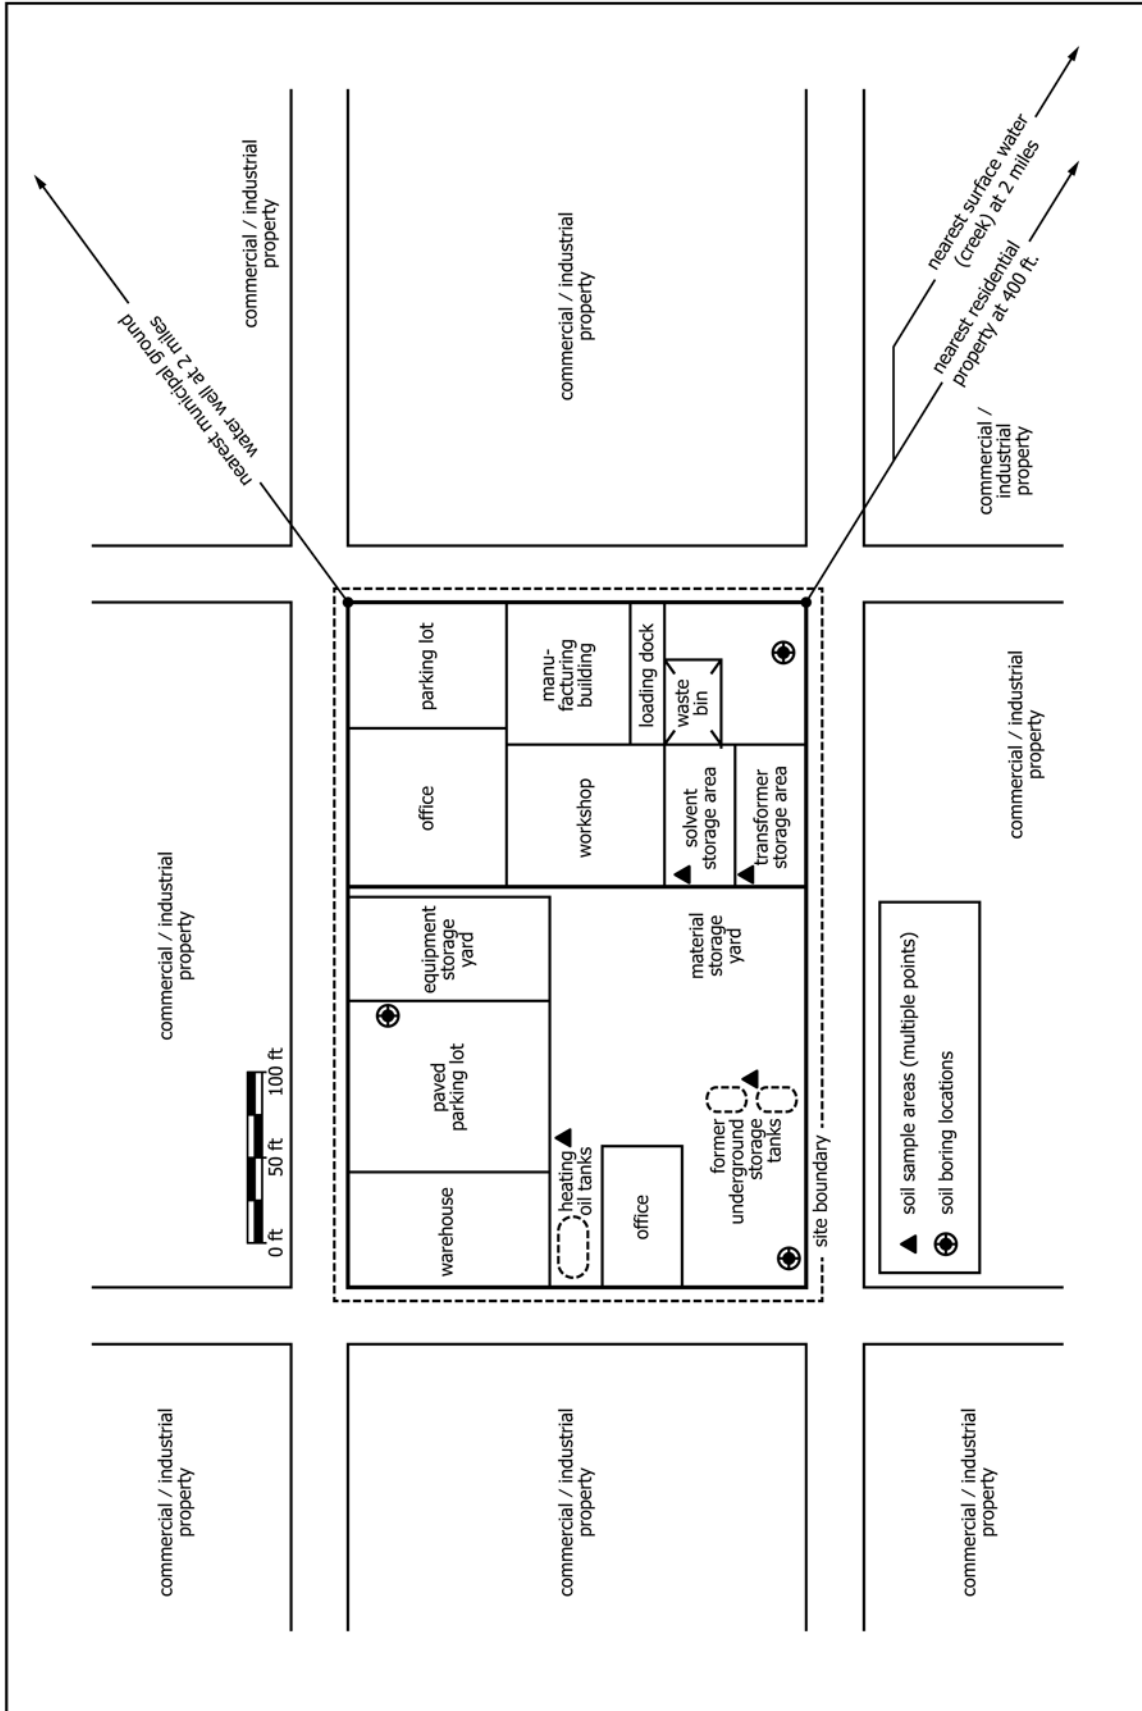 commercial / industrial
property
commercial / industrial
property
commercial / industrial
property
nearest municipal ground
water well at 2 miles
0 ft
50 ft
100 ft
warehouse
paved
parking lot
equipment
storage
yard
office
parking lot
heating
oil tanks
office
workshop
manu-
facturing
building
loading dock
commercial / industrial
property
commercial / industrial
property
former
underground
storage
tanks
material
storage
yard
solvent
storage area
transformer
storage area
waste
bin
site boundary
nearest surface water
(creek) at 2 miles
nearest residential
property at 400 ft.
commercial /
industrial
property
commercial / industrial
property
soil sample areas (multiple points)
soil boring locations
commercial / industrial
property